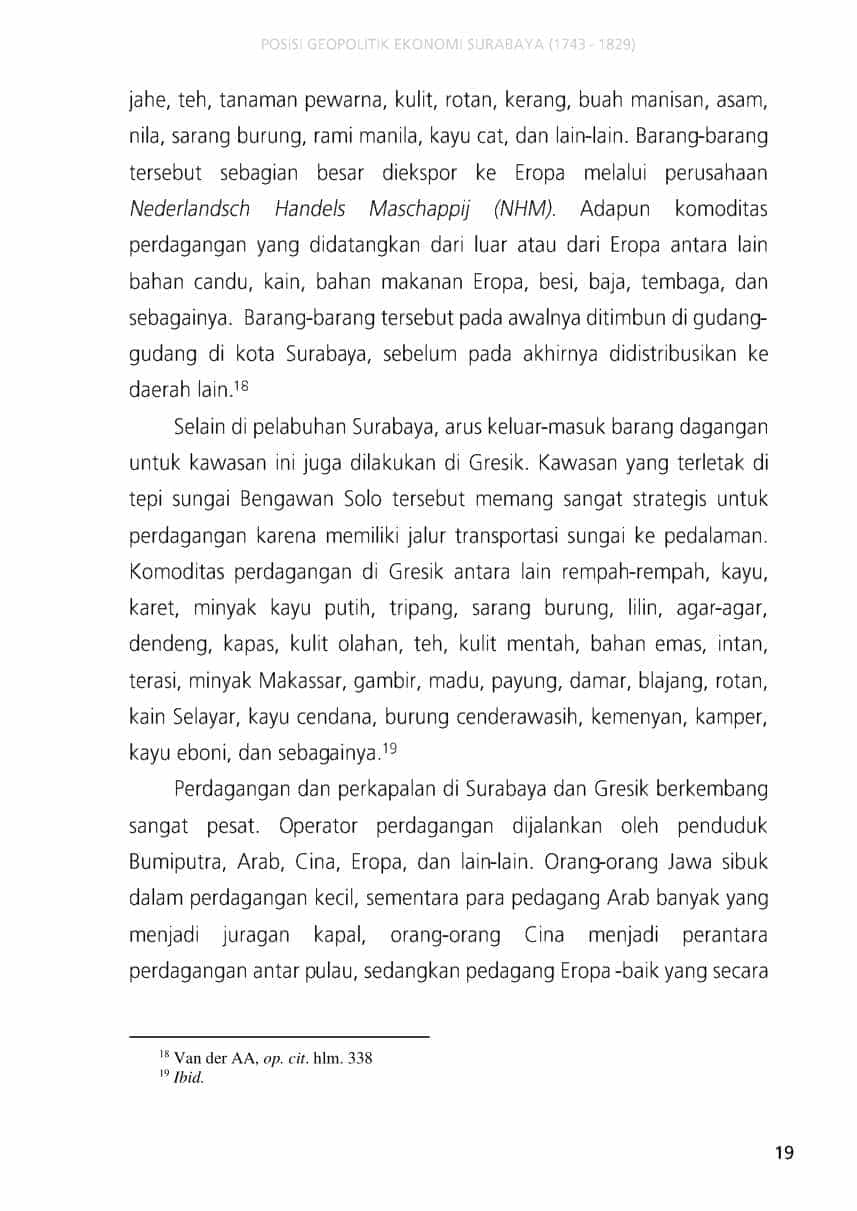 POSISI GEOPOLITIK EKONOMI SURABAYA (1743 - 1829)
jahe, teh, tanaman pewarna, kulit, rotan, kerang, buah manisan, asam,
nila, sarang burung, rami manila, kayu cat, dan lain-lain. Barang-barang
tersebut sebagian besar diekspor ke Eropa melalui perusahaan
Nederlandsch Handels Maschappij (NHM). Adapun komoditas
perdagangan yang didatangkan dari luar atau dari Eropa antara lain
bahan candu, kain, bahan makanan Eropa, besi, baja, tembaga, dan
sebagainya. Barang-barang tersebut pada awalnya ditimbun di gudang-
gudang di kota Surabaya, sebelum pada akhirnya didistribusikan ke
daerah lain.18
Selain di pelabuhan Surabaya, arus keluar-masuk barang dagangan
untuk kawasan ini juga dilakukan di Gresik. Kawasan yang terletak di
tepi sungai Bengawan Solo tersebut memang sangat strategis untuk
perdagangan karena memiliki jalur transportasi sungai ke pedalaman.
Komoditas perdagangan di Gresik antara lain rempah-rempah, kayu,
karet, minyak kayu putih, tripang, sarang burung, lilin, agar-agar,
dendeng, kapas, kulit olahan, teh, kulit mentah, bahan emas, intan,
terasi, minyak Makassar, gambir, madu, payung, damar, blajang, rotan,
kain Selayar, kayu cendana, burung cenderawasih, kemenyan, kamper,
kayu eboni, dan sebagainya.19
Perdagangan dan perkapalan di Surabaya dan Gresik berkembang
sangat pesat. Operator perdagangan dijalankan oleh penduduk
Bumiputra, Arab, Cina, Eropa, dan lain-lain. Orang-orang Jawa sibuk
dalam perdagangan kecil, sementara para pedagang Arab banyak yang
menjadi juragan kapal, orang-orang Cina menjadi perantara
perdagangan antar pulau, sedangkan pedagang Eropa -baik yang secara
18 Van der AA, op. cit. hlm. 338
19 Ibid.
19